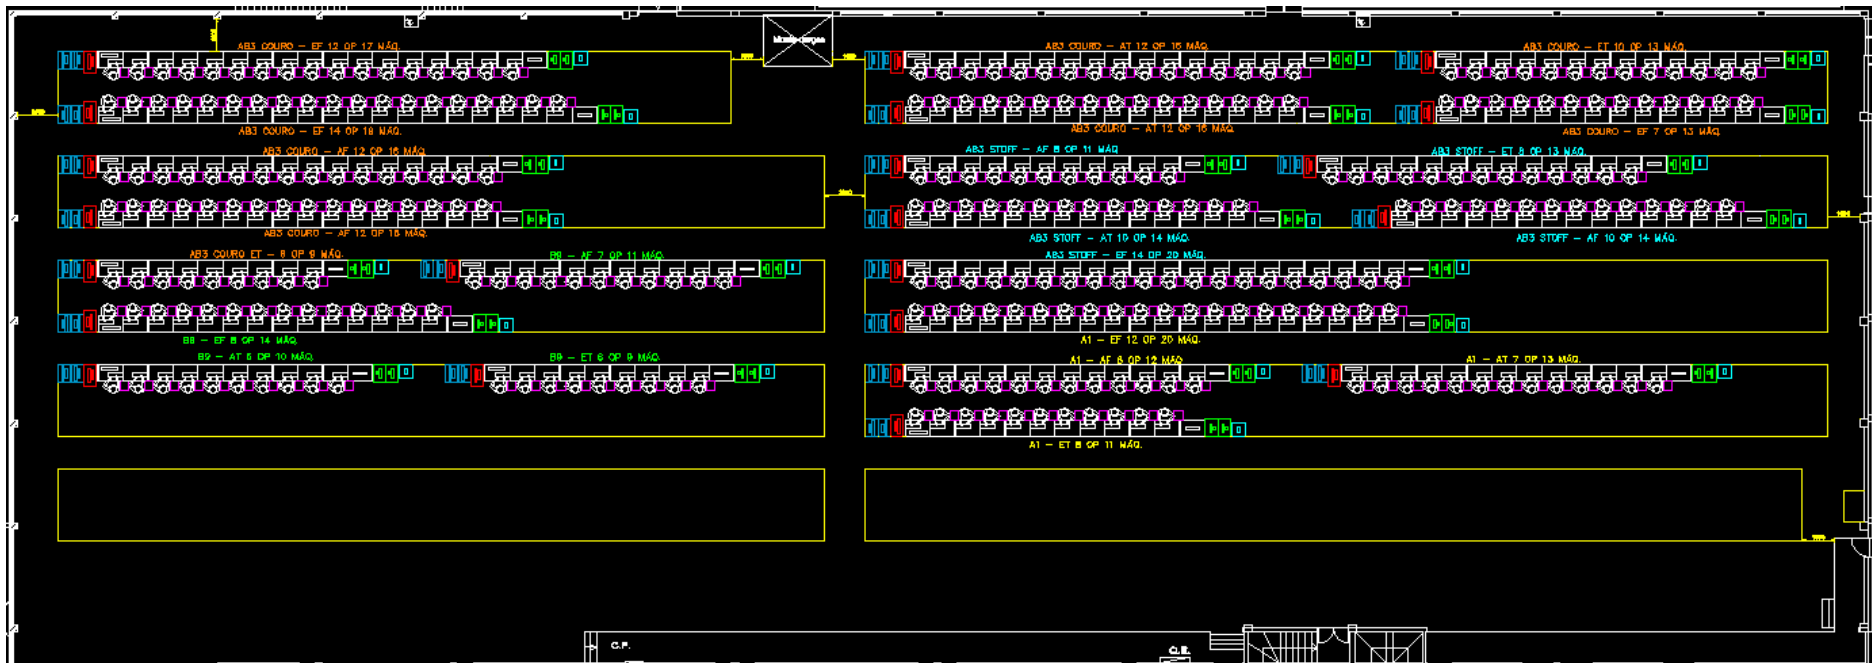 AB3 COURO - EF 12 OP 17 MÁQ.
AB3 COURO - AT 12 OP 16 MÁQ.
AB3 COURO - ET 10 OP 13 MÁQ.
AB3 COURO - EF 14 OP 18 MÁQ.
AB3 COURO - AT 12 OP 16 MÁQ.
AB3 COURO - EF 7 OP 13 MÁQ
AB3 COURO - AF 12 OP 16 MÁQ.
AB3 STOFF - AF 8 OP 11 MÁQ
AB3 STOFF - ET 8 OP 13 MÁQ.
AB3 COURO - AF 12 OP 16 MÁQ.
AB3 STOFF - AT 10 OP 14 MÁQ.
AB3 STOFF - AF 10 OP 14 MÁQ.
AB3 COURO ET - 8 OP 9 MÁQ.
B9 - AF 7 OP 11 MÁQ.
AB3 STOFF - EF 14 OP 20 MÁQ.
B9 - EF 8 OP 14 MÁQ.
A1 - EF 12 OP 20 MÁQ.
B9 - AT 6 OP 10 MÁQ.
B9 - ET 6 OP 9 MÁQ.
A1 - AF 8 OP 12 MÁQ
A1 - AT 7 OP 13 MÁQ.
A1 - ET 8 OP 11 MÁQ.